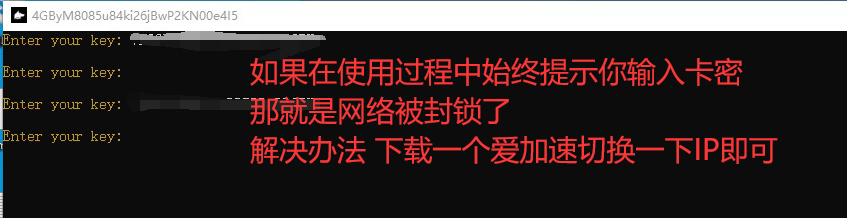 4GByM8085u84ki26jBwP2KN00e4I5
Enter your key:
Enter your key:
Enter your key:
Enter your key:
如果在使用过程中始终提示你输入卡密
那就是网络被封锁了
解决办法 下载一个爱加速切换一下IP即可